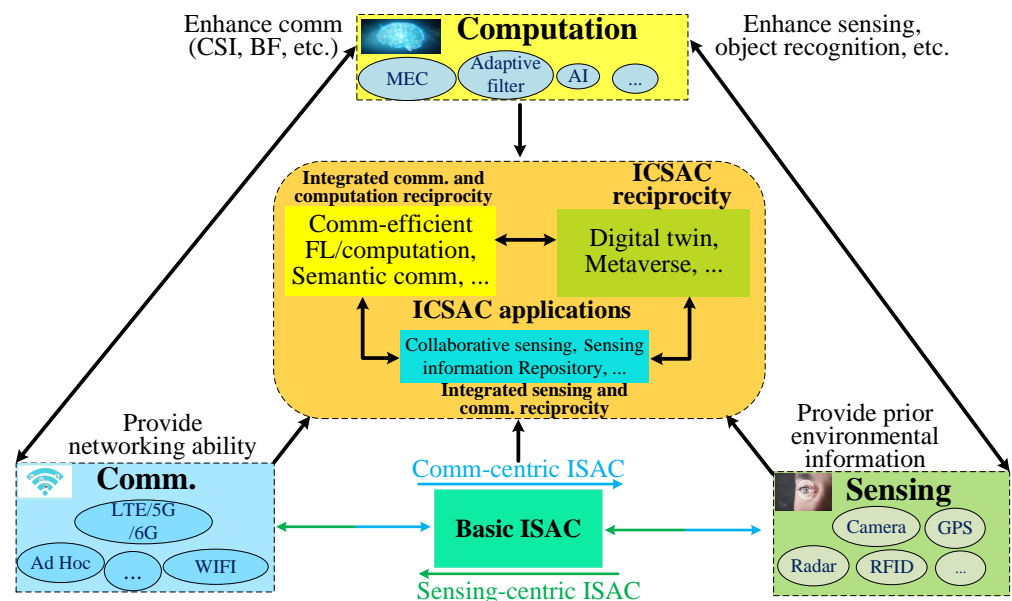 Enhance comm
(CSI, BF, etc.)
Computation
MEC
Adaptive
filter
AI
...
Enhance sensing,
object recognition, etc.
Integrated comm. and
computation reciprocity
Comm-efficient
FL/computation,
Semantic comm, ...
ICSAC
reciprocity
Digital twin,
Metaverse, ...
ICSAC applications
Collaborative sensing, Sensing
information Repository, ...
Integrated sensing and
comm. reciprocity
Provide
networking ability
Comm.
LTE/5G
/6G
Ad Hoc
...
WIFI
Comm-centric ISAC
Basic ISAC
Sensing-centric ISAC
Provide prior
environmental
information
Sensing
Camera
GPS
Radar
RFID
...